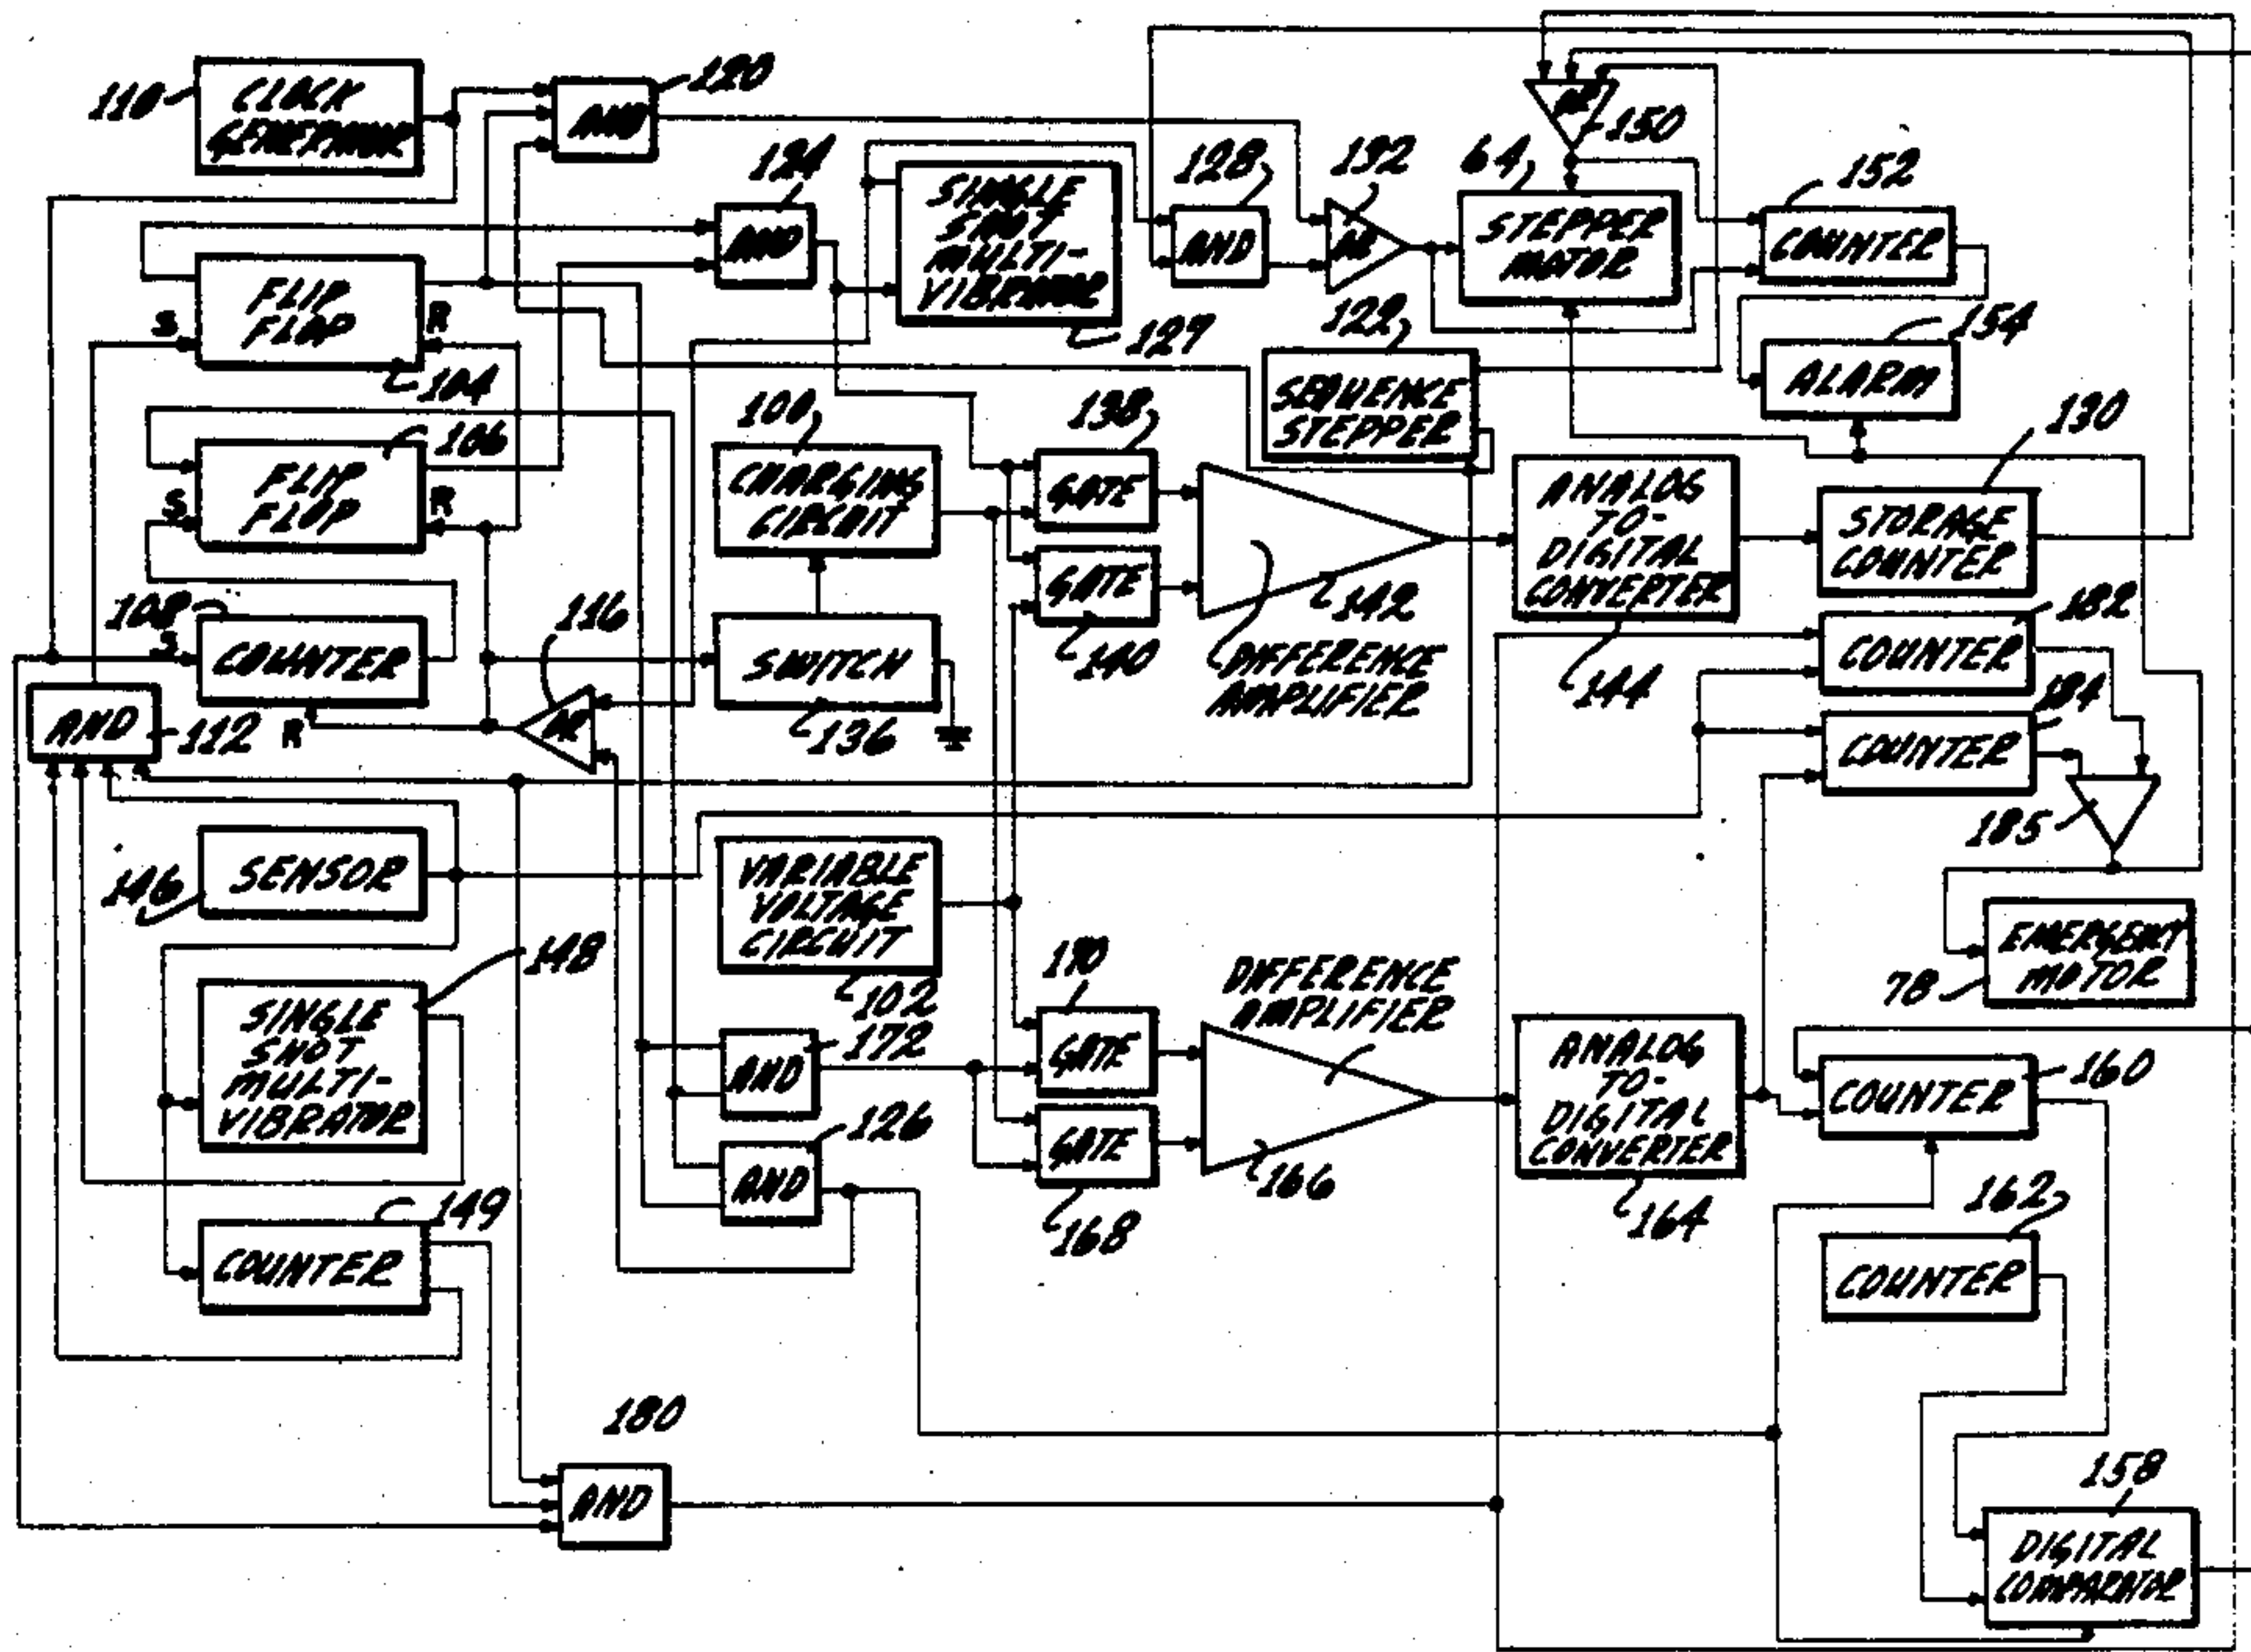 110
CLOCK
GENERATOR
AND
120
124
AND
SINGLE
SHOT
MULTI-
VIBRATOR
127
128
AND
132
OR
64
STEPPER
MOTOR
OR
150
152
COUNTER
154
ALARM
FLIP
FLOP
S
R
104
106
FLIP
FLOP
S
R
100
CHARGING
CIRCUIT
138
GATE
GATE
140
122
SEQUENCE
STEPPER
142
DIFFERENCE
AMPLIFIER
ANALOG
TO-
DIGITAL
CONVERTER
144
130
STORAGE
COUNTER
108
S
COUNTER
R
116
OR
SWITCH
136
AND
112
182
COUNTER
184
COUNTER
185
SENSOR
146
VARIABLE
VOLTAGE
CIRCUIT
102
EMERGENCY
MOTOR
78
148
SINGLE
SHOT
MULTI-
VIBRATOR
172
AND
126
AND
170
GATE
GATE
168
DIFFERENCE
AMPLIFIER
166
ANALOG
TO-
DIGITAL
CONVERTER
164
160
COUNTER
162
COUNTER
149
COUNTER
180
AND
158
DIGITAL
COMPARATOR